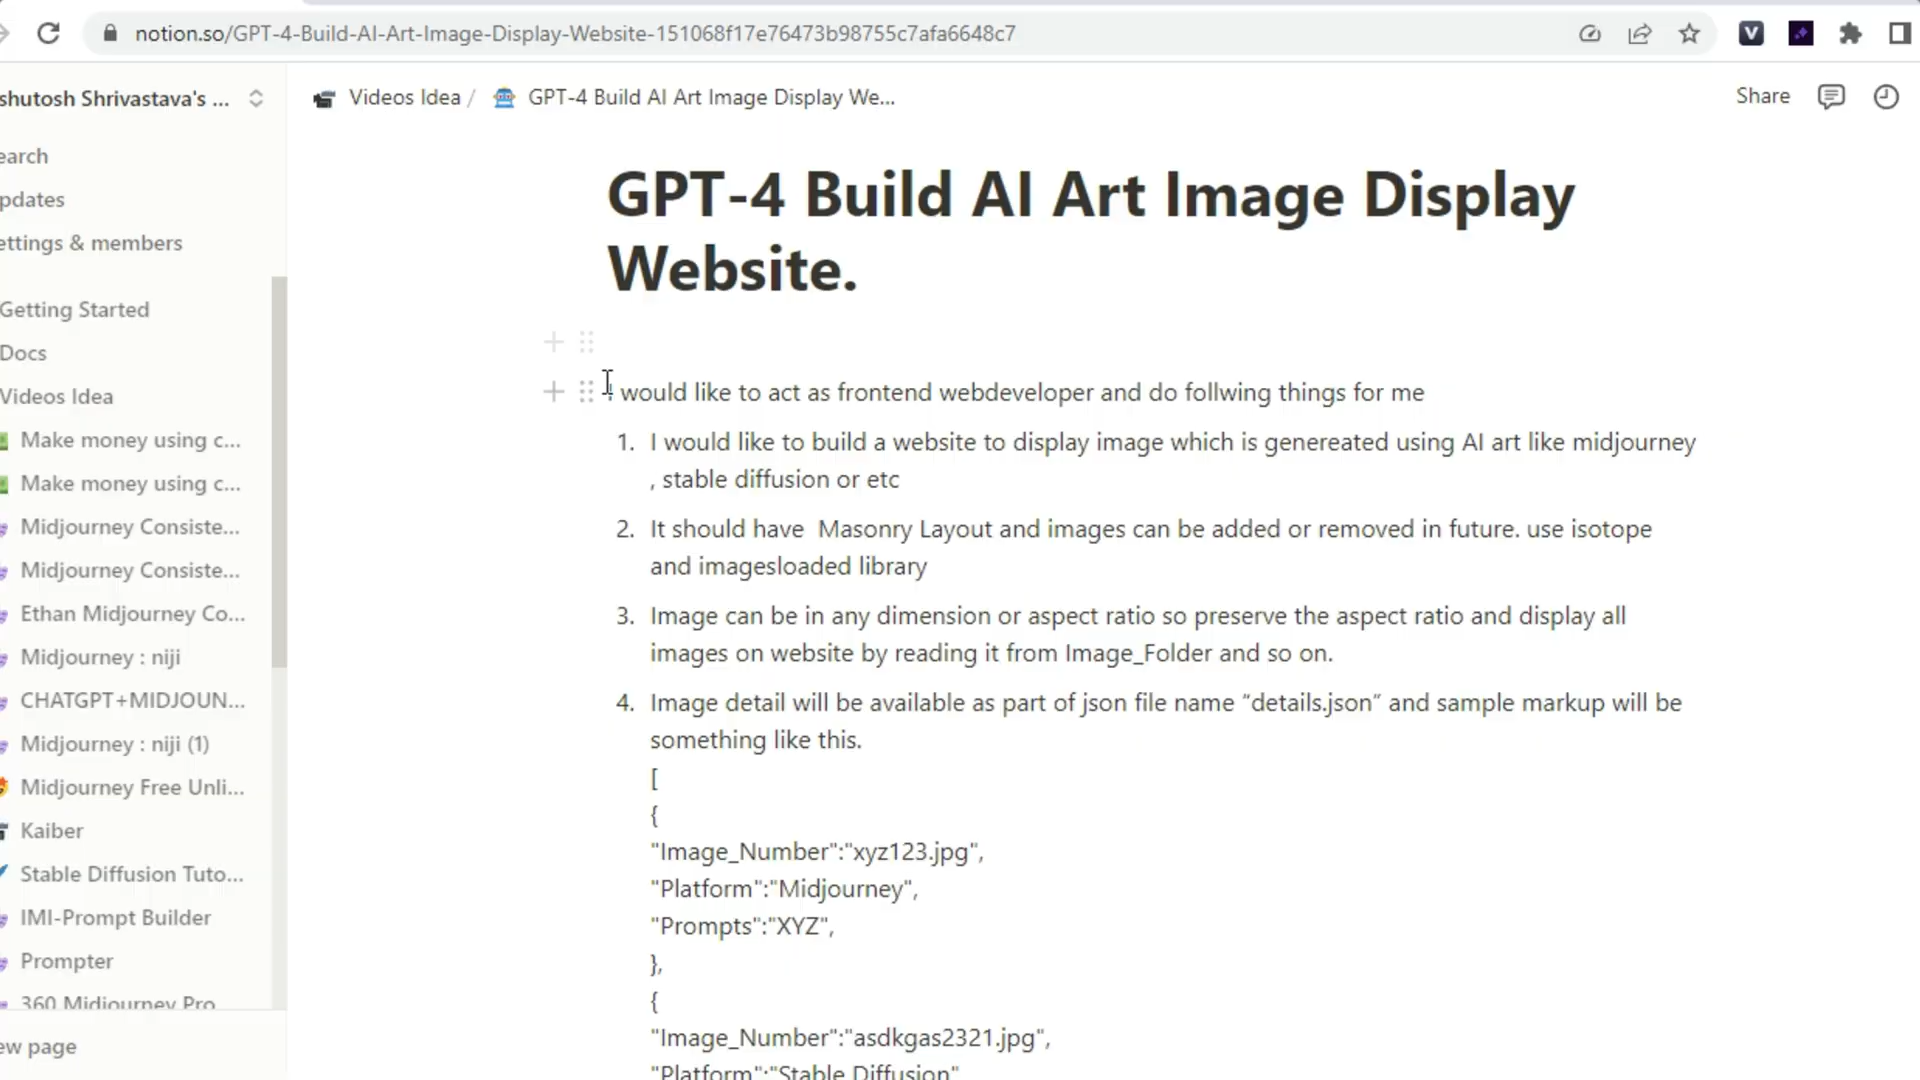 notion.so/GPT-4-Build-AI-Art-Image-Display-Website-151068f17e76473b98755c7afa6648c7
shutosh Shrivastava's ...
Videos Idea / GPT-4 Build AI Art Image Display We...
Share
earch
pdates
ettings & members
Getting Started
Docs
Videos Idea
Make money using c...
Make money using c...
Midjourney Consiste...
Midjourney Consiste...
Ethan Midjourney Co...
Midjourney : niji
CHATGPT+MIDJOUN...
Midjourney : niji (1)
Midjourney Free Unli...
Kaiber
Stable Diffusion Tuto...
IMI-Prompt Builder
Prompter
360 Midjourney Pro
ew page
GPT-4 Build AI Art Image Display
Website.
I would like to act as frontend webdeveloper and do follwing things for me
1. I would like to build a website to display image which is genereated using AI art like midjourney
, stable diffusion or etc
2. It should have  Masonry Layout and images can be added or removed in future. use isotope
and imagesloaded library
3. Image can be in any dimension or aspect ratio so preserve the aspect ratio and display all
images on website by reading it from Image_Folder and so on.
4. Image detail will be available as part of json file name “details.json” and sample markup will be
something like this.
[
{
"Image_Number":"xyz123.jpg",
"Platform":"Midjourney",
"Prompts":"XYZ",
},
{
"Image_Number":"asdkgas2321.jpg",
"Platform":"Stable Diffusion"